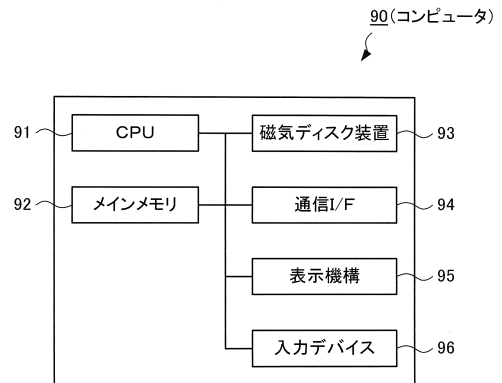 90(コンピュータ)
91 CPU 磁気ディスク装置 93
92 メインメモリ 通信I/F 94
表示機構 95
入力デバイス 96